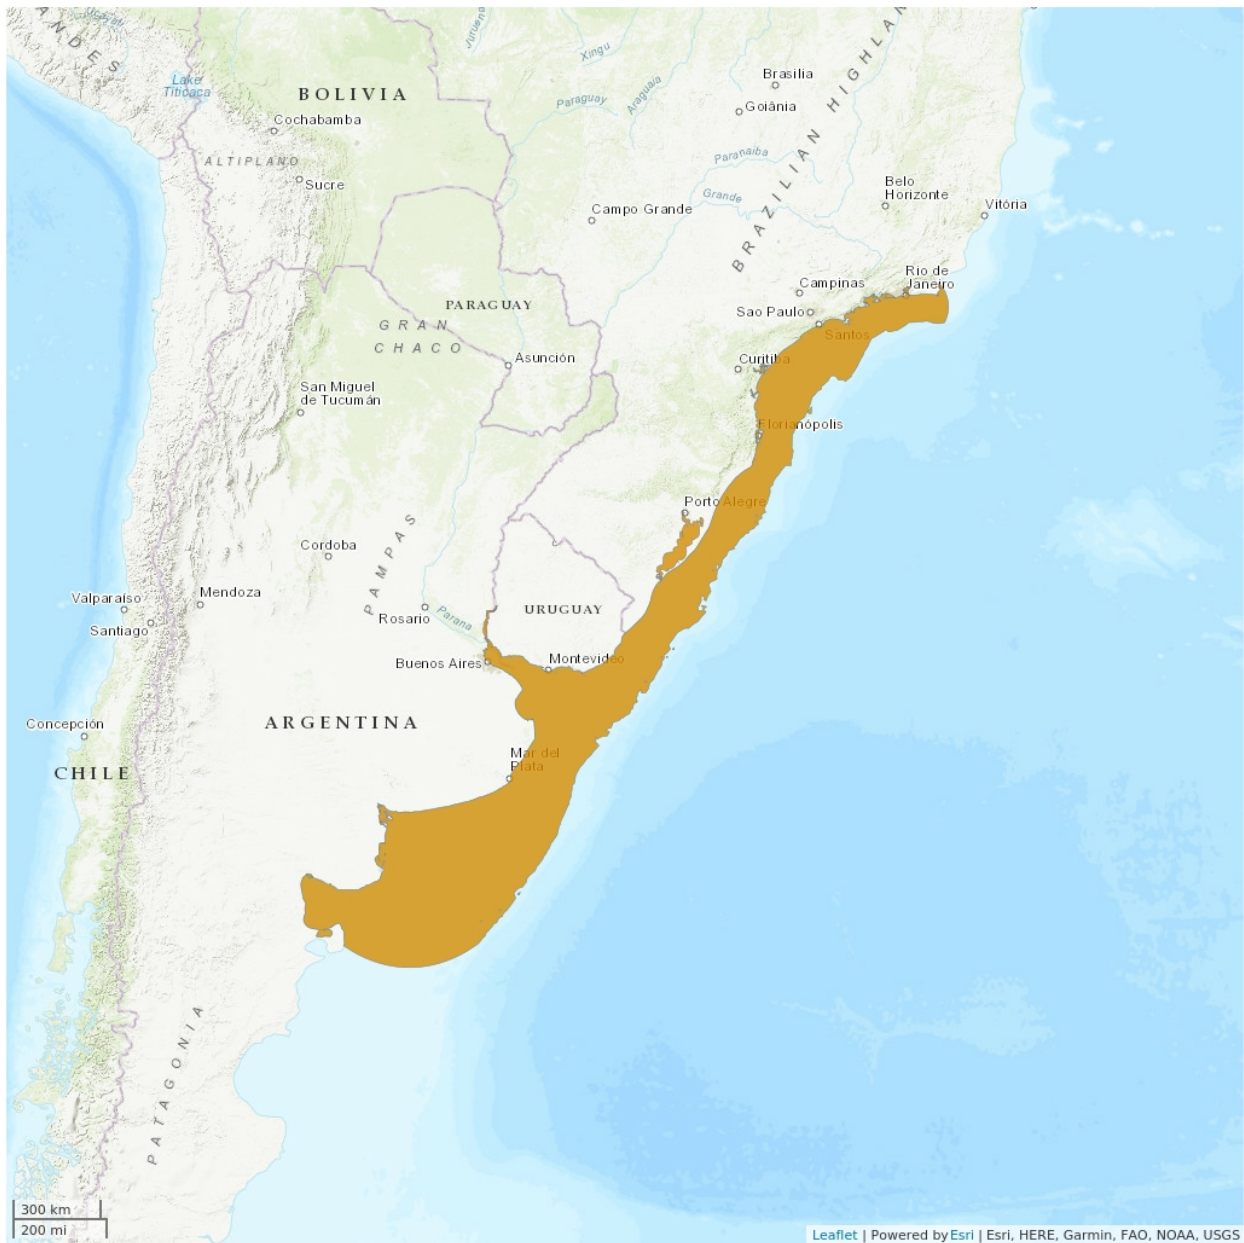 ANDES
Ucayali
Lake
Titicaca
BOLIVIA
Cochabamba
ALTIPLANO
Sucre
Juruena
Xingu
Paraguay
Araguaia
Brasilia
Goiânia
BRAZILIAN HIGHLAN
Paranaiba
Grande
Belo
Horizonte
Vitória
Campo Grande
Campinas
Rio de
Janeiro
Sao Paulo
Santos
PARAGUAY
GRAN
CHACO
Asunción
Curitiba
San Miguel
de Tucumán
Florianópolis
Porto Alegre
Cordoba
PAMPAS
Valparaíso
Mendoza
Santiago
Rosario
Parana
URUGUAY
Buenos Aires
Montevideo
Concepción
ARGENTINA
CHILE
Mar del
Plata
PATAGONIA
300 km
200 mi
Leaflet | Powered by Esri | Esri, HERE, Garmin, FAO, NOAA, USGS